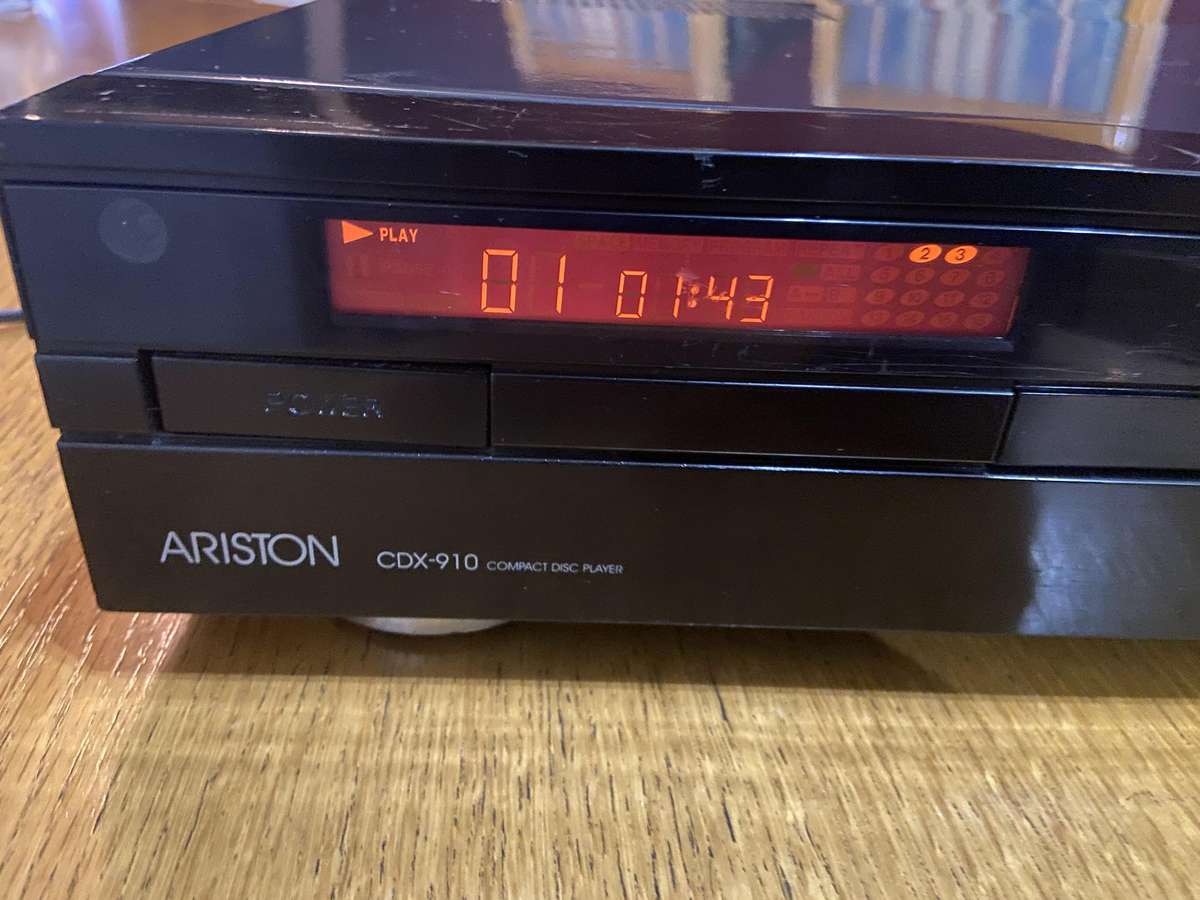 PLAY
2 3
01 01:43
POWER
ARISTON CDX-910 COMPACT DISC PLAYER